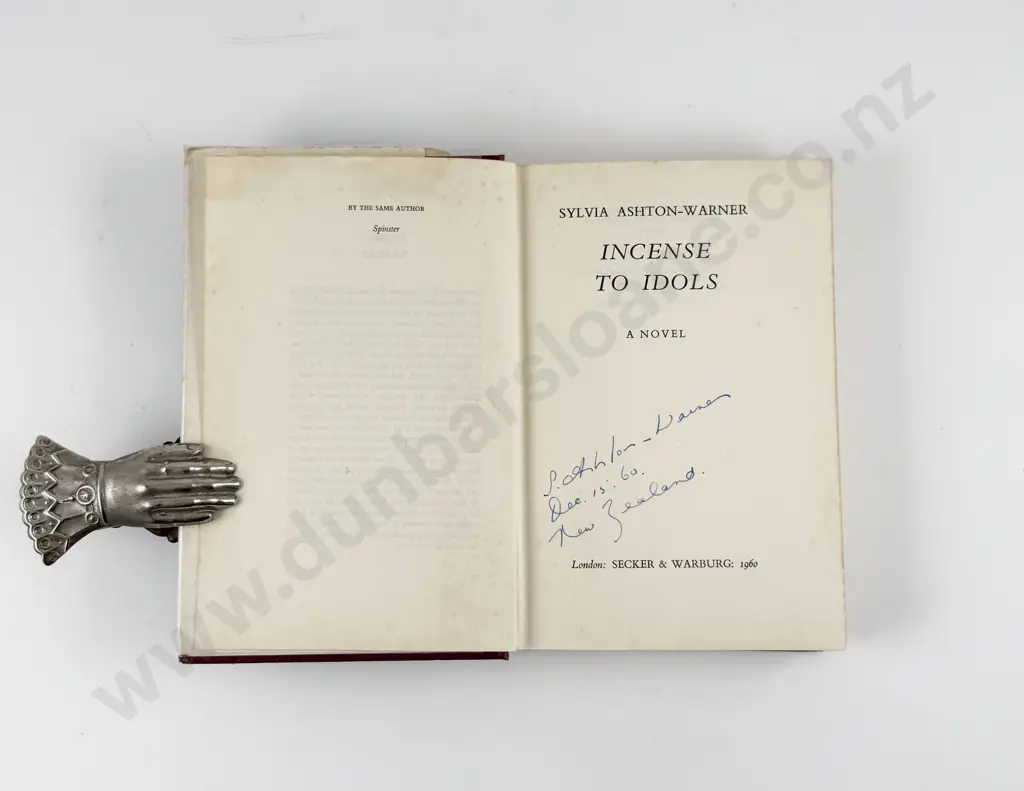 BY THE SAME AUTHOR
Spinster
SYLVIA ASHTON-WARNER
INCENSE
TO IDOLS
A NOVEL
S. Ashton-Warner
Dec. 15. 60.
New Zealand.
London: SECKER & WARBURG: 1960
www.dunbarsloane.co.nz